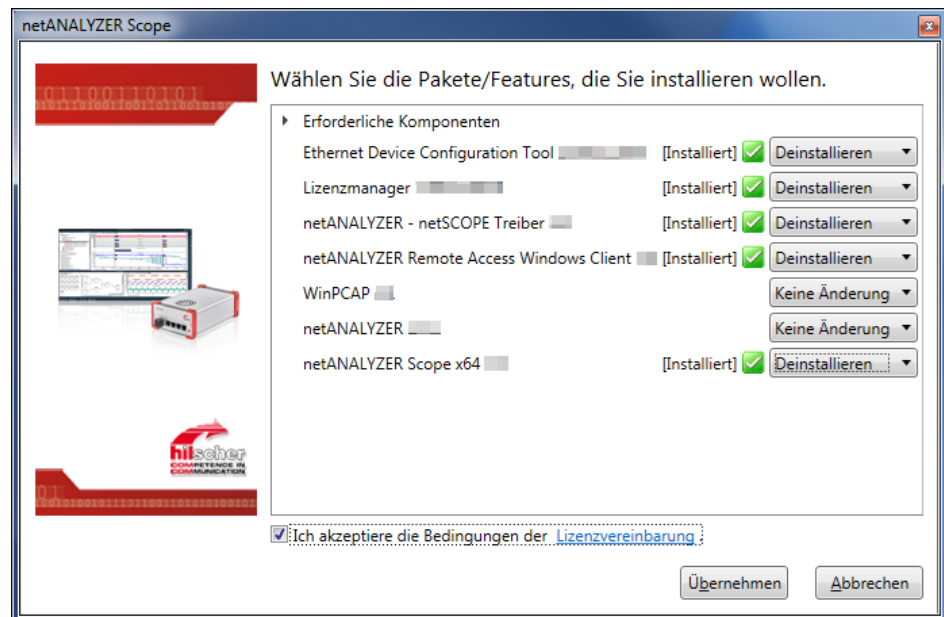 netANALYZER Scope
Wählen Sie die Pakete/Features, die Sie installieren wollen.
Erforderliche Komponenten
Ethernet Device Configuration Tool [Installiert] Deinstallieren
Lizenzmanager [Installiert] Deinstallieren
netANALYZER - netSCOPE Treiber [Installiert] Deinstallieren
netANALYZER Remote Access Windows Client [Installiert] Deinstallieren
WinPCAP Keine Änderung
netANALYZER Keine Änderung
netANALYZER Scope x64 [Installiert] Deinstallieren
hilscher
COMPETENCE IN
COMMUNICATION
Ich akzeptiere die Bedingungen der Lizenzvereinbarung
Übernehmen Abbrechen